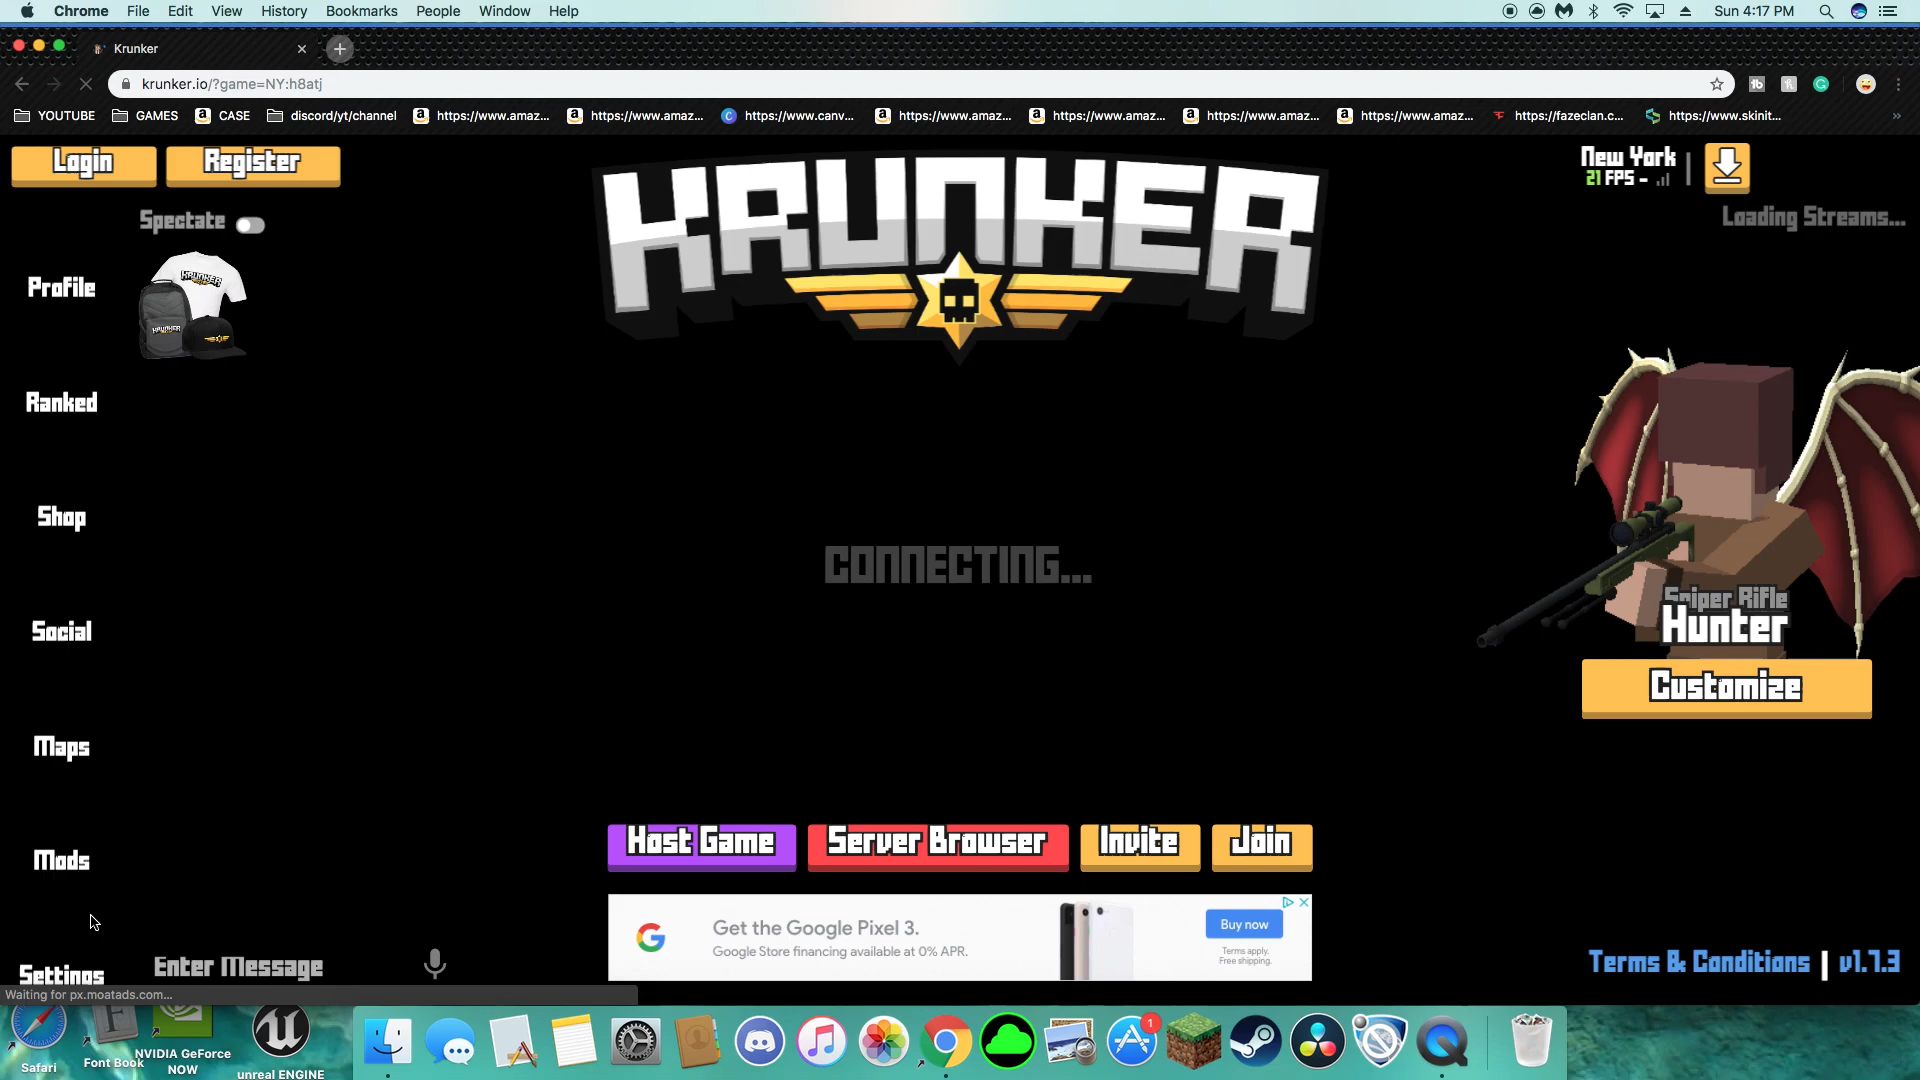 Chrome File Edit View History Bookmarks People Window Help Sun 4:17 PM
Krunker
krunker.io/?game=NY:h8atj
YOUTUBE GAMES CASE discord/yt/channel https://www.amaz... https://www.amaz... https://www.canv... https://www.amaz... https://www.amaz... https://www.amaz... https://www.amaz... https://fazeclan.c... https://www.skinit...
Login Register
KRUNKER
New York
21 FPS -
Spectate
Loading Streams...
Profile
KRUNKER
KRUNKER
Ranked
Shop
CONNECTING...
Sniper Rifle
Hunter
Social
Customize
Maps
Host Game Server Browser Invite Join
Mods
Get the Google Pixel 3.
Google Store financing available at 0% APR.
Buy now
Terms apply.
Free shipping.
Settings
Enter Message
Terms & Conditions | v1.7.3
Waiting for px.moatads.com...
1
Safari
Font Book
NVIDIA GeForce
NOW
unreal ENGINE